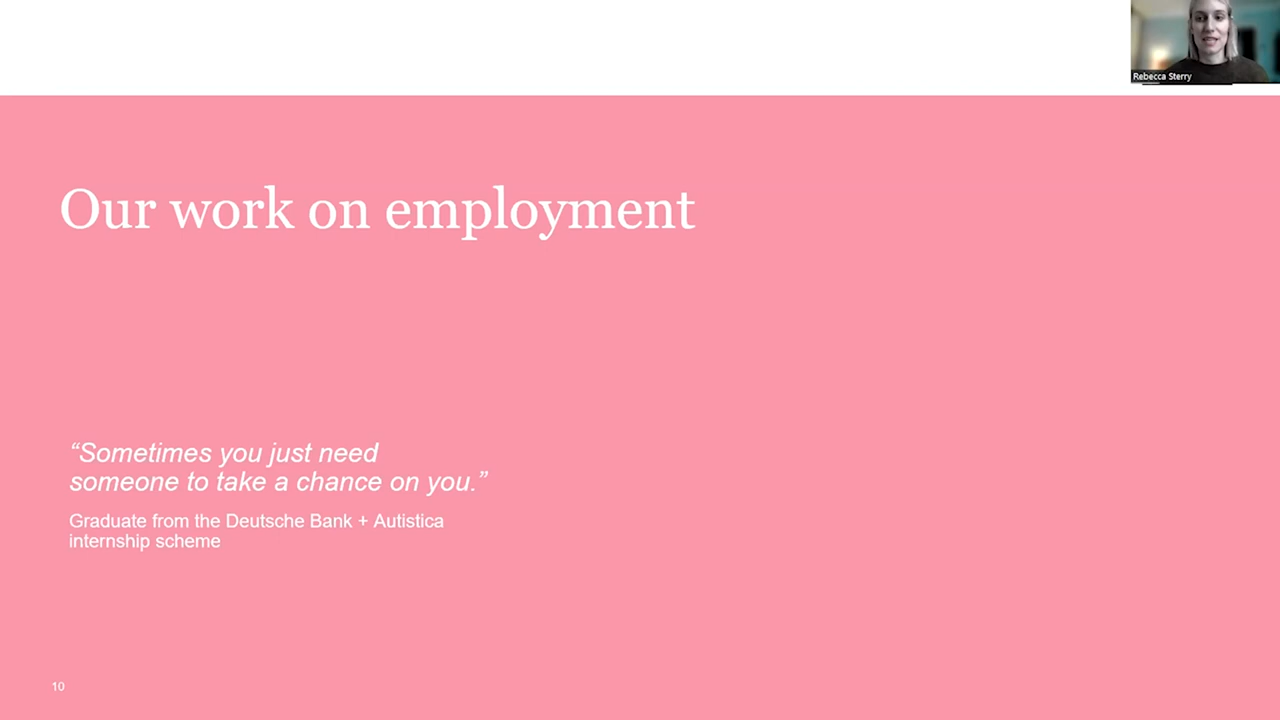 Rebecca Sterry
Our work on employment
“Sometimes you just need
someone to take a chance on you.”
Graduate from the Deutsche Bank + Autistica
internship scheme
10